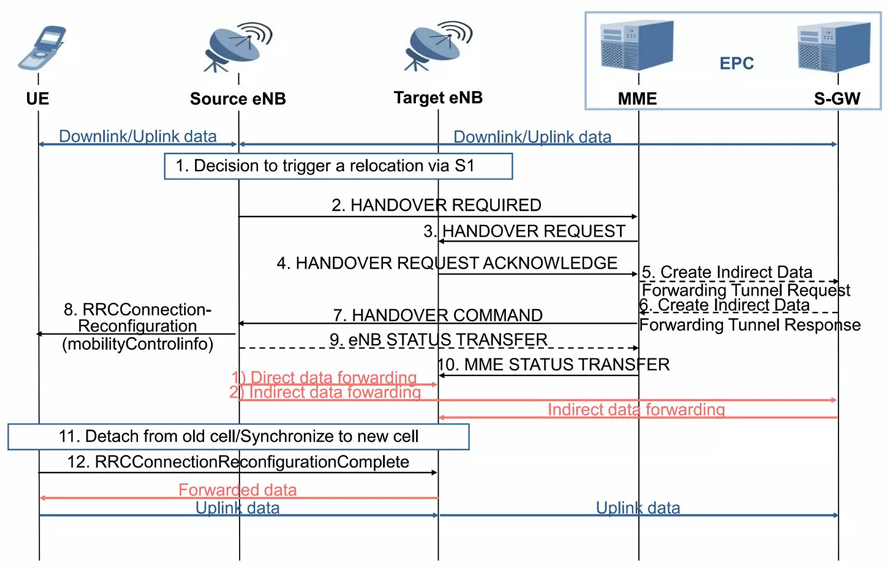 EPC
UE
Source eNB
Target eNB
MME
S-GW
Downlink/Uplink data
Downlink/Uplink data
1. Decision to trigger a relocation via S1
2. HANDOVER REQUIRED
3. HANDOVER REQUEST
4. HANDOVER REQUEST ACKNOWLEDGE
5. Create Indirect Data
Forwarding Tunnel Request
6. Create Indirect Data
Forwarding Tunnel Response
7. HANDOVER COMMAND
8. RRCConnection-
Reconfiguration
(mobilityControlinfo)
9. eNB STATUS TRANSFER
10. MME STATUS TRANSFER
1) Direct data forwarding
2) Indirect data fowarding
Indirect data forwarding
11. Detach from old cell/Synchronize to new cell
12. RRCConnectionReconfigurationComplete
Forwarded data
Uplink data
Uplink data